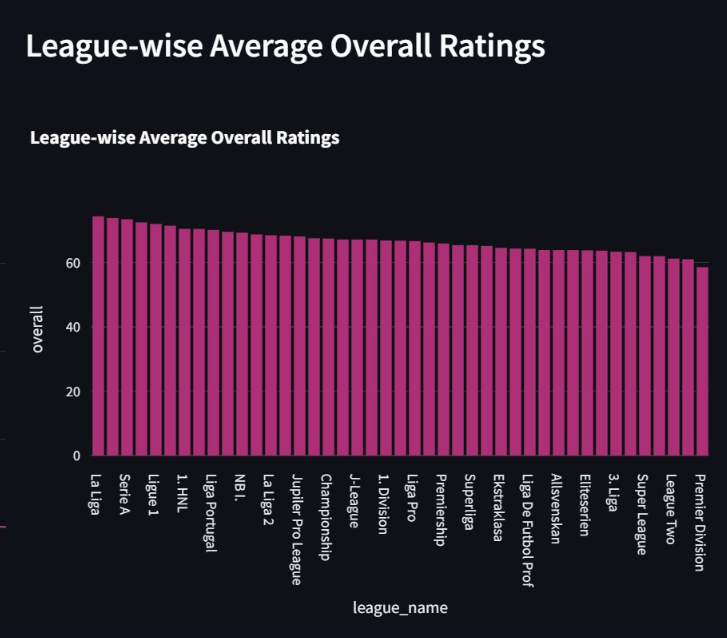 League-wise Average Overall Ratings
League-wise Average Overall Ratings
60
40
20
0
overall
La Liga
Serie A
Ligue 1
1. HNL
Liga Portugal
NB I.
La Liga 2
Jupiler Pro League
Championship
J-League
1. Division
Liga Pro
Premiership
Superliga
Ekstraklasa
Liga De Futbol Prof
Allsvenskan
Eliteserien
3. Liga
Super League
League Two
Premier Division
league_name